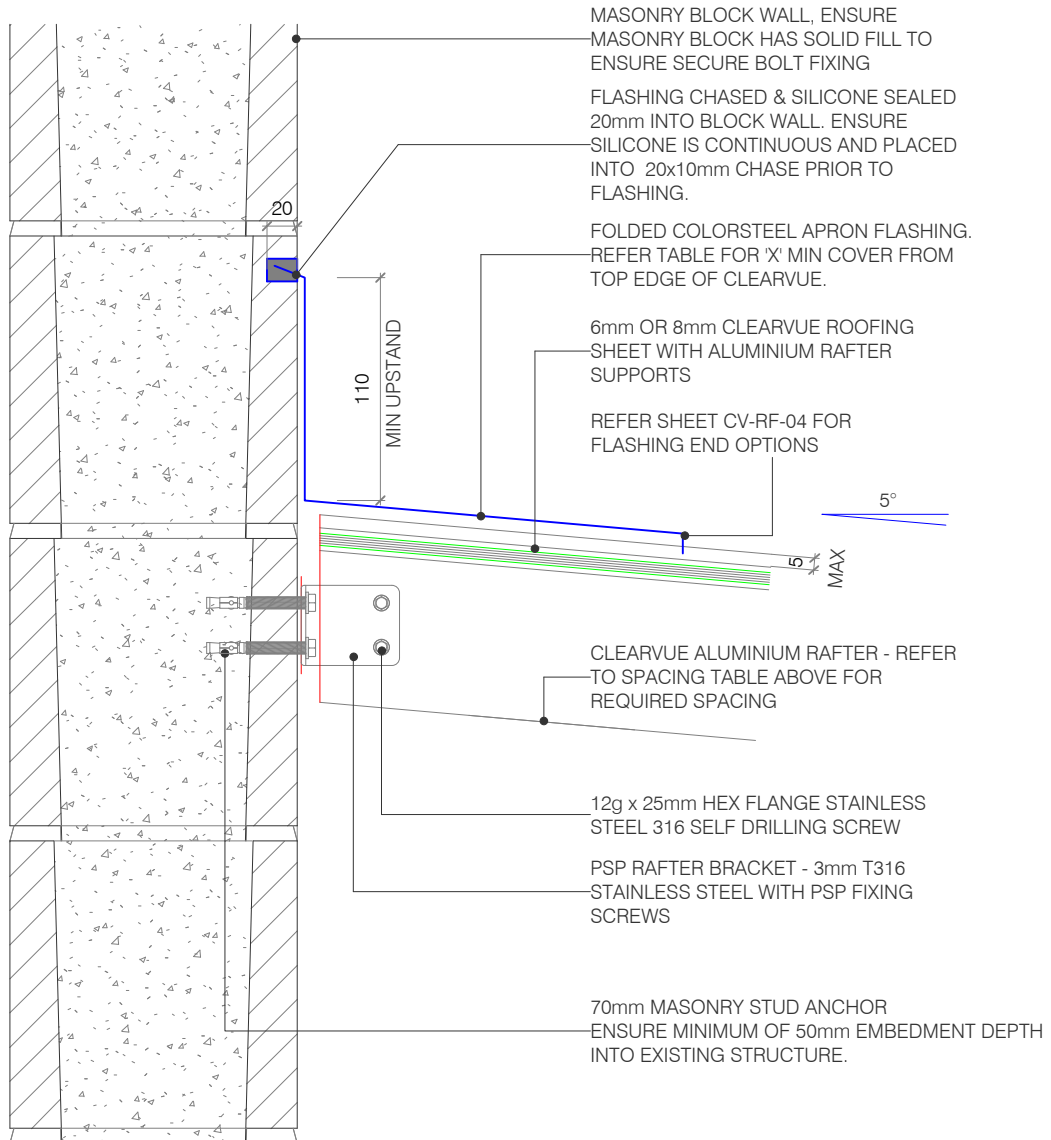 MASONRY BLOCK WALL, ENSURE
MASONRY BLOCK HAS SOLID FILL TO
ENSURE SECURE BOLT FIXING
FLASHING CHASED & SILICONE SEALED
20mm INTO BLOCK WALL. ENSURE
SILICONE IS CONTINUOUS AND PLACED
INTO 20x10mm CHASE PRIOR TO
FLASHING.
20
FOLDED COLORSTEEL APRON FLASHING.
REFER TABLE FOR 'X' MIN COVER FROM
TOP EDGE OF CLEARVUE.
110
MIN UPSTAND
6mm OR 8mm CLEARVUE ROOFING
SHEET WITH ALUMINIUM RAFTER
SUPPORTS
REFER SHEET CV-RF-04 FOR
FLASHING END OPTIONS
5°
5
MAX
CLEARVUE ALUMINIUM RAFTER - REFER
TO SPACING TABLE ABOVE FOR
REQUIRED SPACING
12g x 25mm HEX FLANGE STAINLESS
STEEL 316 SELF DRILLING SCREW
PSP RAFTER BRACKET - 3mm T316
STAINLESS STEEL WITH PSP FIXING
SCREWS
70mm MASONRY STUD ANCHOR
ENSURE MINIMUM OF 50mm EMBEDMENT DEPTH
INTO EXISTING STRUCTURE.